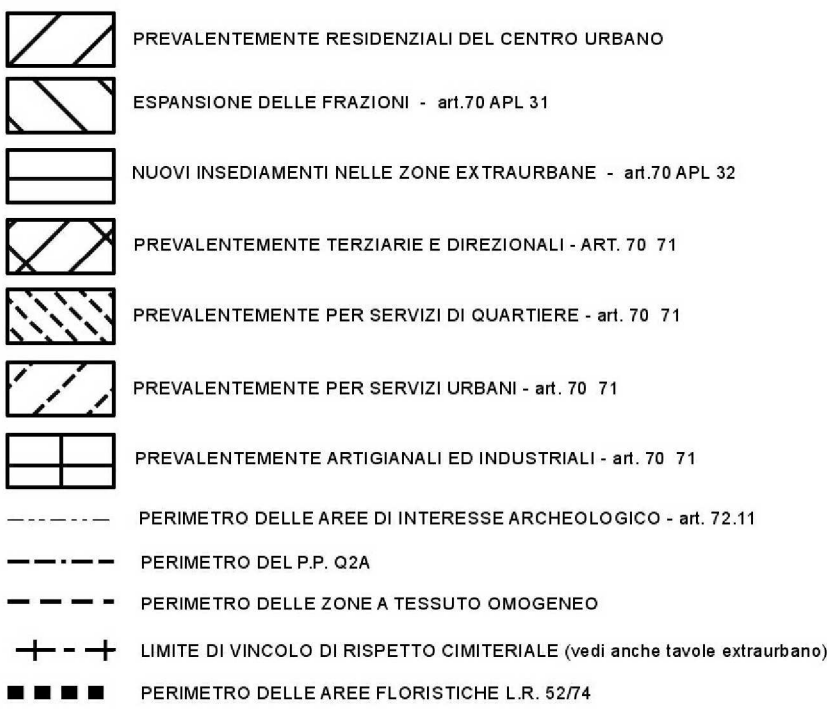 PREVALENTEMENTE RESIDENZIALI DEL CENTRO URBANO
ESPANSIONE DELLE FRAZIONI - art.70 APL 31
NUOVI INSEDIAMENTI NELLE ZONE EXTRAURBANE - art.70 APL 32
PREVALENTEMENTE TERZIARIE E DIREZIONALI - ART. 70 71
PREVALENTEMENTE PER SERVIZI DI QUARTIERE - art. 70 71
PREVALENTEMENTE PER SERVIZI URBANI - art. 70 71
PREVALENTEMENTE ARTIGIANALI ED INDUSTRIALI - art. 70 71
PERIMETRO DELLE AREE DI INTERESSE ARCHEOLOGICO - art. 72.11
PERIMETRO DEL P.P. Q2A
PERIMETRO DELLE ZONE A TESSUTO OMOGENEO
LIMITE DI VINCOLO DI RISPETTO CIMITERIALE (vedi anche tavole extraurbano)
PERIMETRO DELLE AREE FLORISTICHE L.R. 52/74